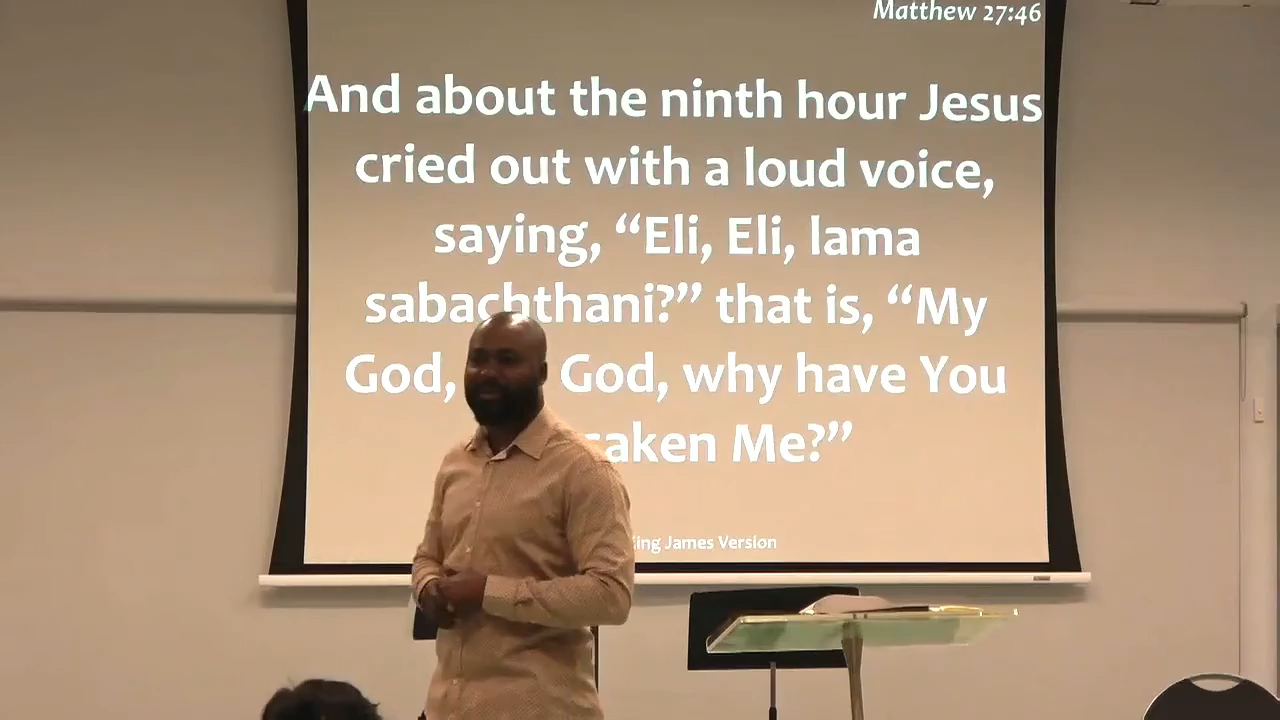 Matthew 27:46
And about the ninth hour Jesus
cried out with a loud voice,
saying, “Eli, Eli, lama
sabachthani?” that is, “My
God, God, why have You
Me?”
James Version